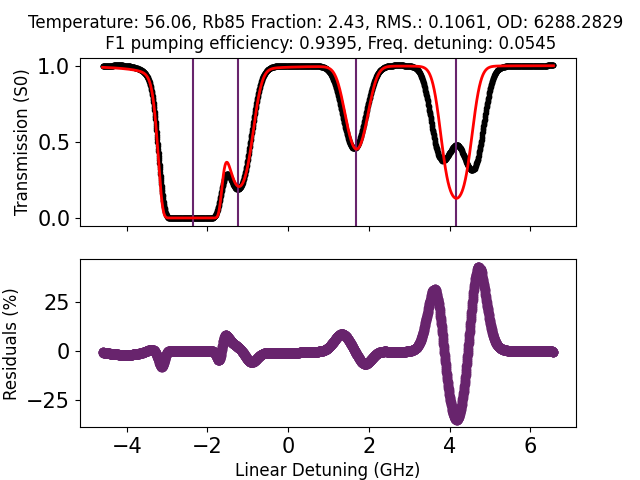 Temperature: 56.06, Rb85 Fraction: 2.43, RMS.: 0.1061, OD: 6288.2829
F1 pumping efficiency: 0.9395, Freq. detuning: 0.0545
Transmission (S0)
1.0
0.5
0.0
Residuals (%)
25
0
−25
−4 −2 0 2 4 6
Linear Detuning (GHz)